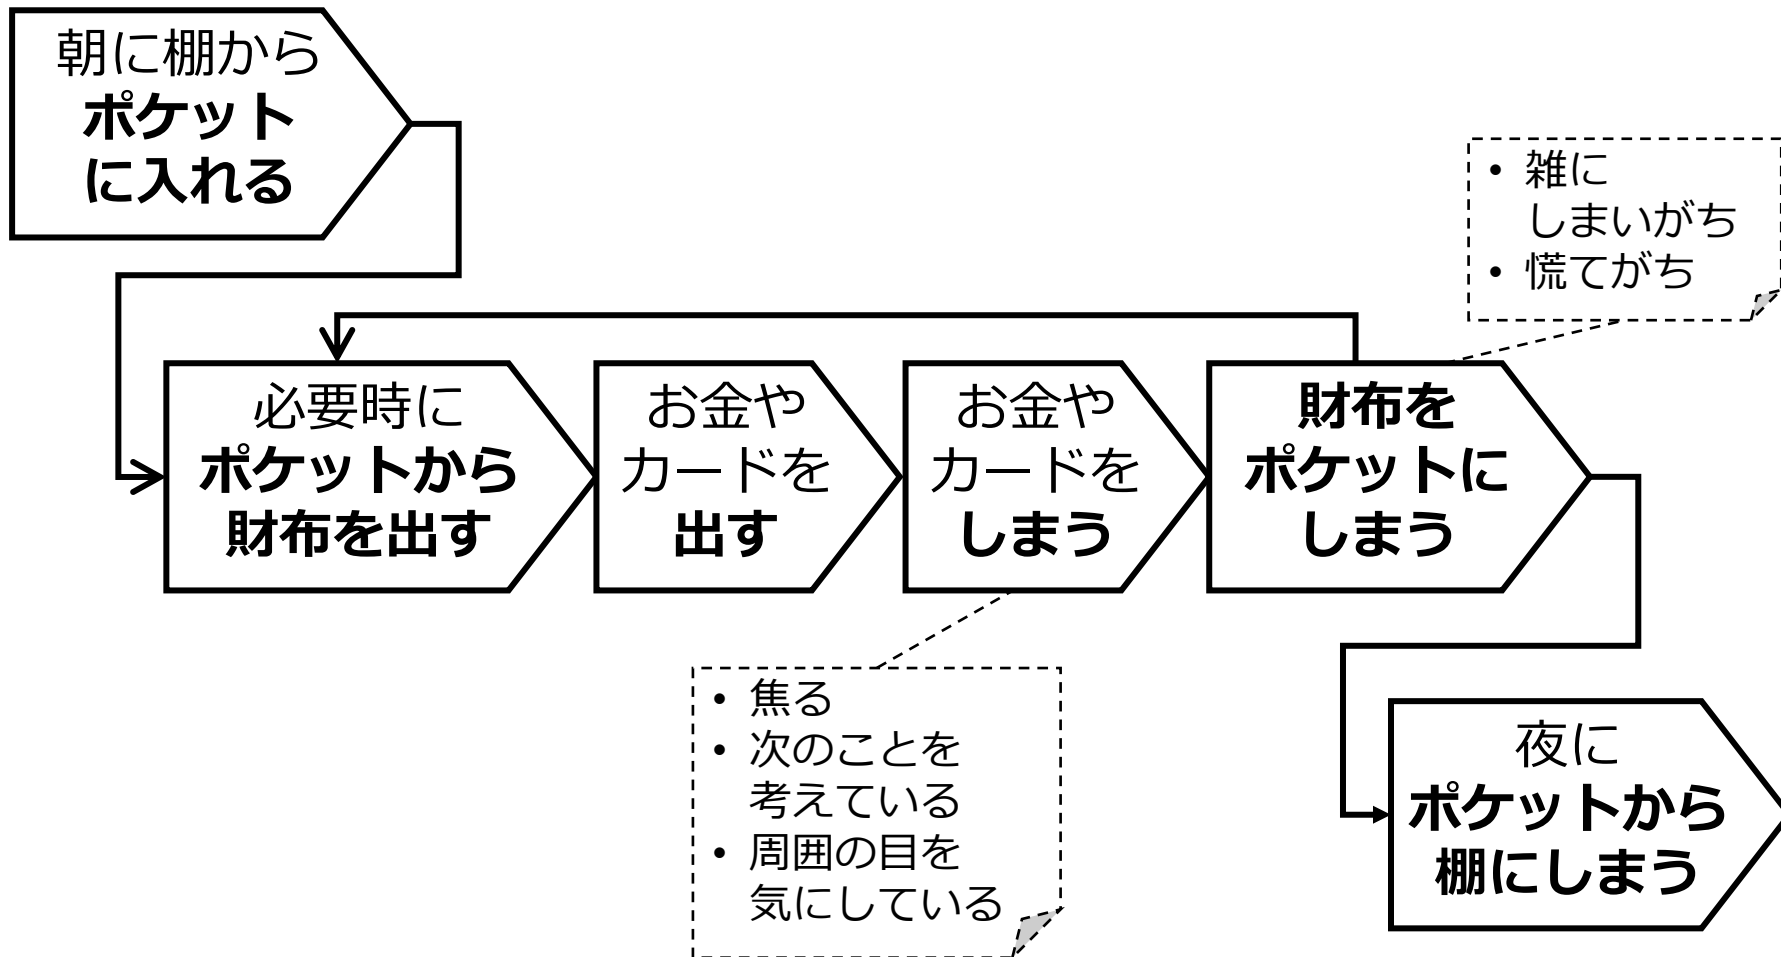 朝に棚から
ポケット
に入れる
• 雑に
しまいがち
• 慌てがち
必要時に
ポケットから
財布を出す
お金や
カードを
出す
お金や
カードを
しまう
財布を
ポケットに
しまう
• 焦る
• 次のことを
考えている
• 周囲の目を
気にしている
夜に
ポケットから
棚にしまう